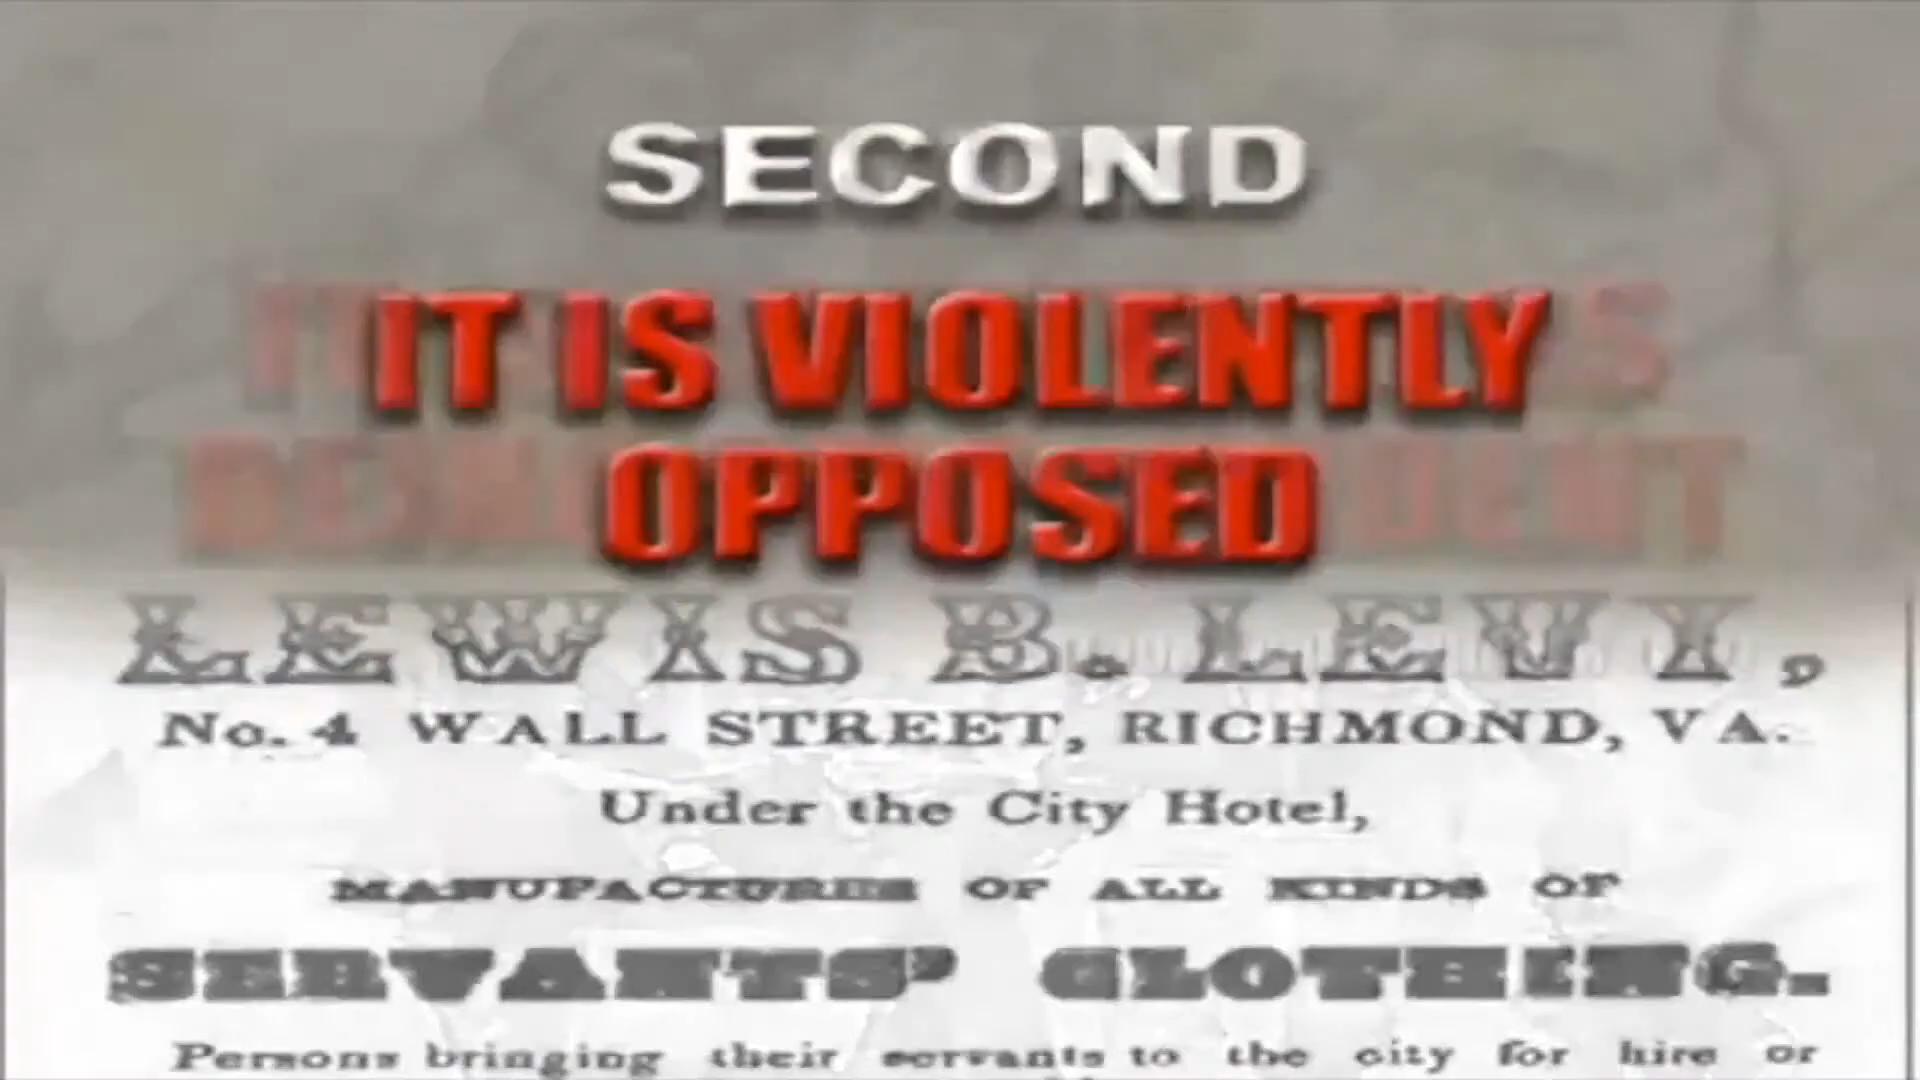 SECOND
IT IS VIOLENTLY
OPPOSED
LEWIS B. LEVY,
No. 4 WALL STREET, RICHMOND, VA.
Under the City Hotel,
MANUFACTURER OF ALL KINDS OF
SERVANTS' CLOTHING.
Persons bringing their servants to the city for hire or